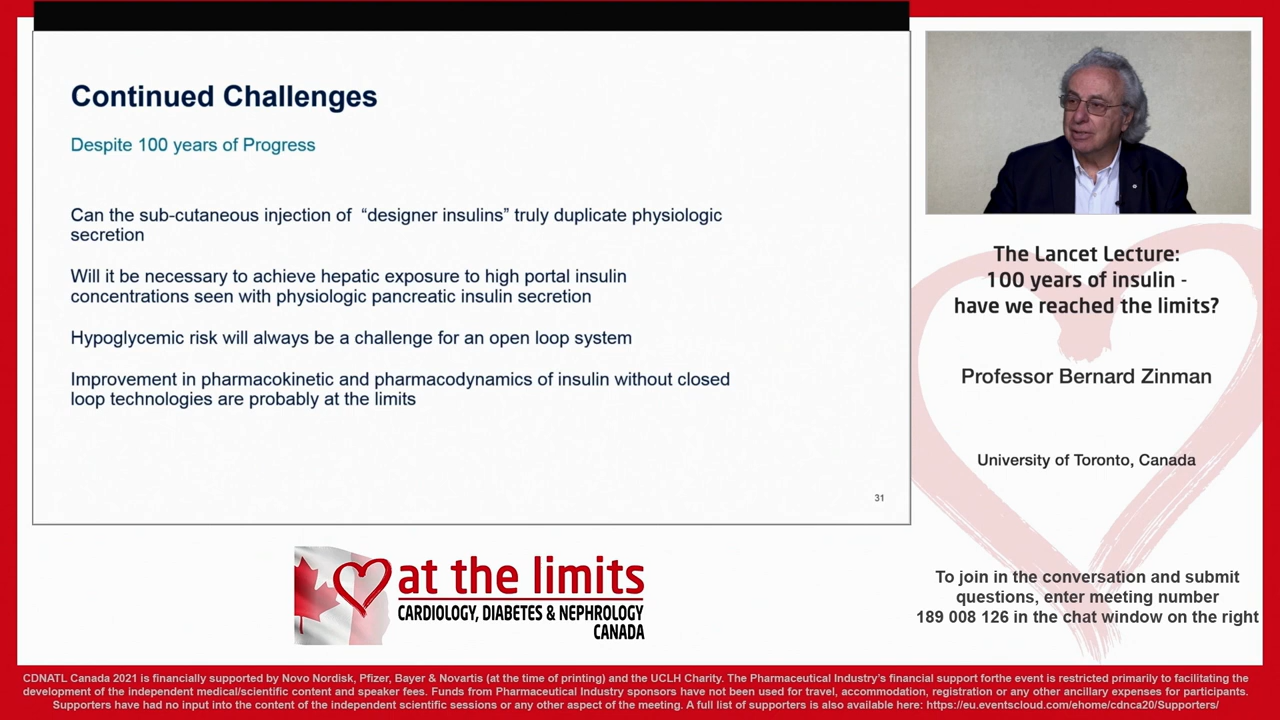 Continued Challenges
Despite 100 years of Progress
Can the sub-cutaneous injection of “designer insulins” truly duplicate physiologic
secretion
Will it be necessary to achieve hepatic exposure to high portal insulin
concentrations seen with physiologic pancreatic insulin secretion
Hypoglycemic risk will always be a challenge for an open loop system
Improvement in pharmacokinetic and pharmacodynamics of insulin without closed
loop technologies are probably at the limits
31
The Lancet Lecture:
100 years of insulin -
have we reached the limits?
Professor Bernard Zinman
University of Toronto, Canada
To join in the conversation and submit
questions, enter meeting number
189 008 126 in the chat window on the right
at the limits
CARDIOLOGY, DIABETES & NEPHROLOGY
CANADA
CDNATL Canada 2021 is financially supported by Novo Nordisk, Pfizer, Bayer & Novartis (at the time of printing) and the UCLH Charity. The Pharmaceutical Industry's financial support forthe event is restricted primarily to facilitating the
development of the independent medical/scientific content and speaker fees. Funds from Pharmaceutical Industry sponsors have not been used for travel, accommodation, registration or any other ancillary expenses for participants.
Supporters have had no input into the content of the independent scientific sessions or any other aspect of the meeting. A full list of supporters is also available here: https://eu.eventscloud.com/ehome/cdnca20/Supporters/